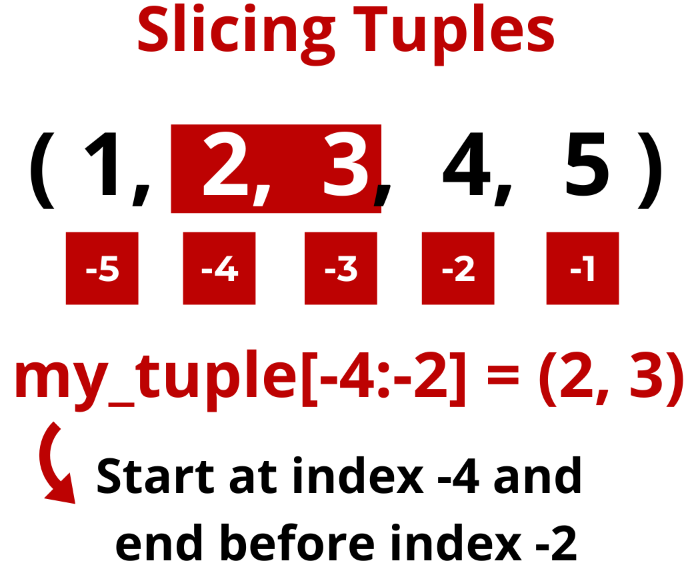 Slicing Tuples
( 1, 2, 3, 4, 5 )
-5 -4 -3 -2 -1
my_tuple[-4:-2] = (2, 3)
Start at index -4 and
end before index -2